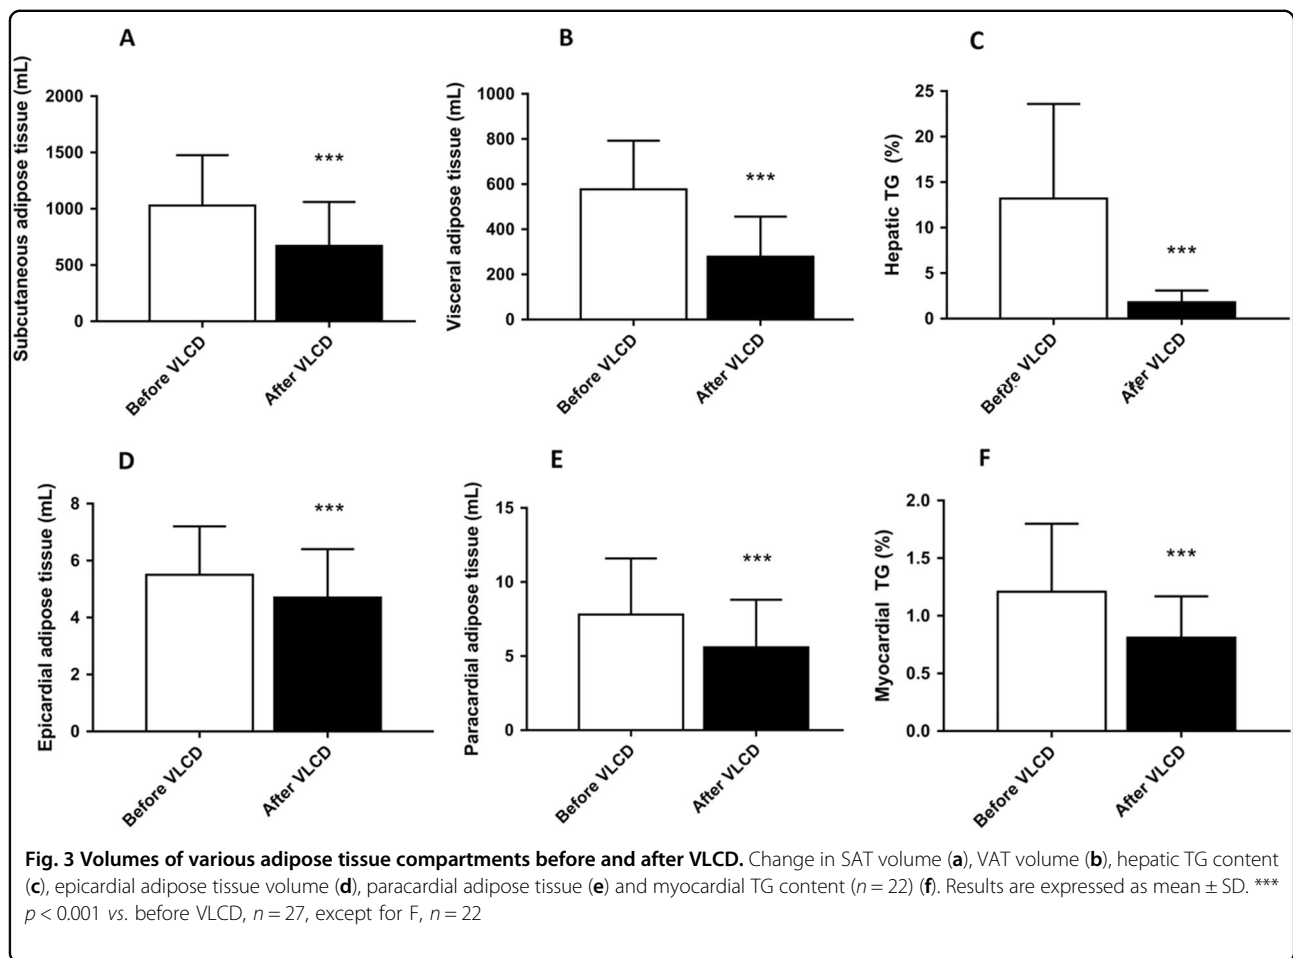 A
Subcutaneous adipose tissue (mL)
2000
1500
1000
500
0
***
Before VLCD
After VLCD
B
Visceral adipose tissue (mL)
1000
800
600
400
200
0
***
Before VLCD
After VLCD
C
Hepatic TG (%)
25
20
15
10
5
0
***
Before VLCD
After VLCD
D
Epicardial adipose tissue (mL)
8
6
4
2
0
***
Before VLCD
After VLCD
E
Paracardial adipose tissue (mL)
15
10
5
0
***
Before VLCD
After VLCD
F
Myocardial TG (%)
2.0
1.5
1.0
0.5
0.0
***
Before VLCD
After VLCD
Fig. 3 Volumes of various adipose tissue compartments before and after VLCD. Change in SAT volume (a), VAT volume (b), hepatic TG content
(c), epicardial adipose tissue volume (d), paracardial adipose tissue (e) and myocardial TG content (n = 22) (f). Results are expressed as mean ± SD. ***
p < 0.001 vs. before VLCD, n = 27, except for F, n = 22